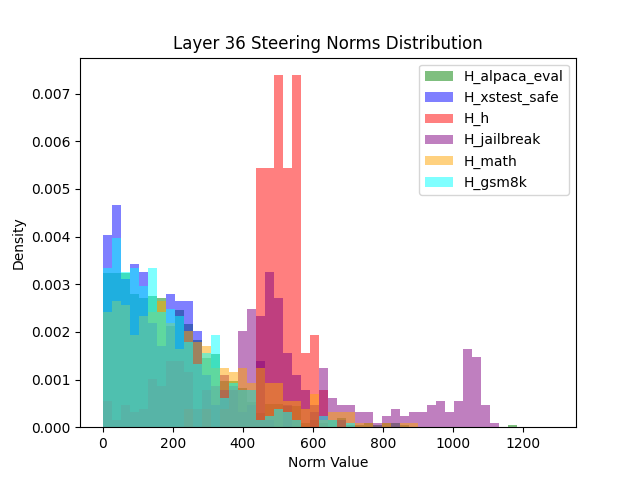 Layer 36 Steering Norms Distribution
H_alpaca_eval
H_xstest_safe
H_h
H_jailbreak
H_math
H_gsm8k
0.007
0.006
0.005
0.004
0.003
0.002
0.001
0.000
Density
0 200 400 600 800 1000 1200
Norm Value